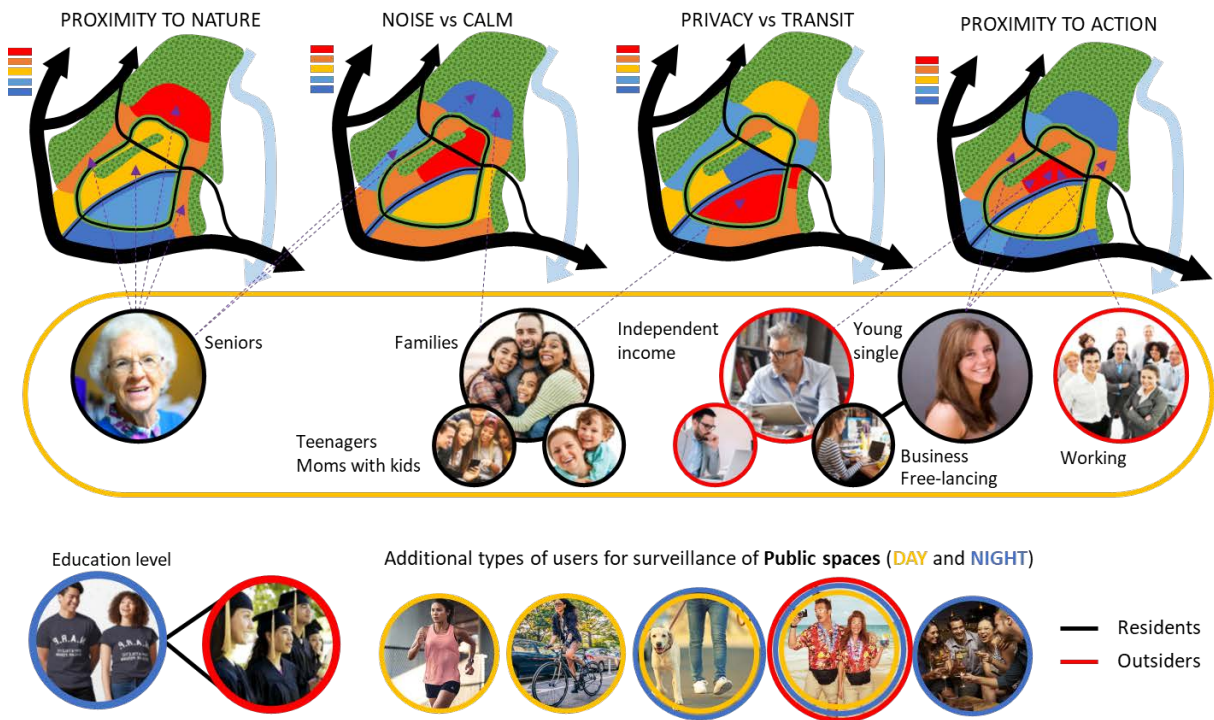 PROXIMITY TO NATURE
NOISE vs CALM
PRIVACY vs TRANSIT
PROXIMITY TO ACTION
Seniors
Families
Independent
income
Young
single
Teenagers
Moms with kids
Business
Free-lancing
Working
Education level
Additional types of users for surveillance of Public spaces (DAY and NIGHT)
Residents
Outsiders